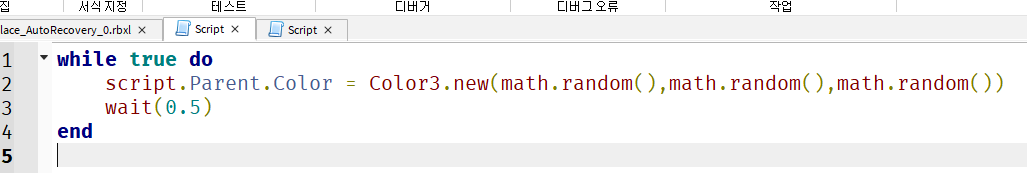 집 서식 지정 테스트 디버거 디버그 오류 작업
lace_AutoRecovery_0.rbxl × Script × Script ×
1 while true do
2 script.Parent.Color = Color3.new(math.random(),math.random(),math.random())
3 wait(0.5)
4 end
5